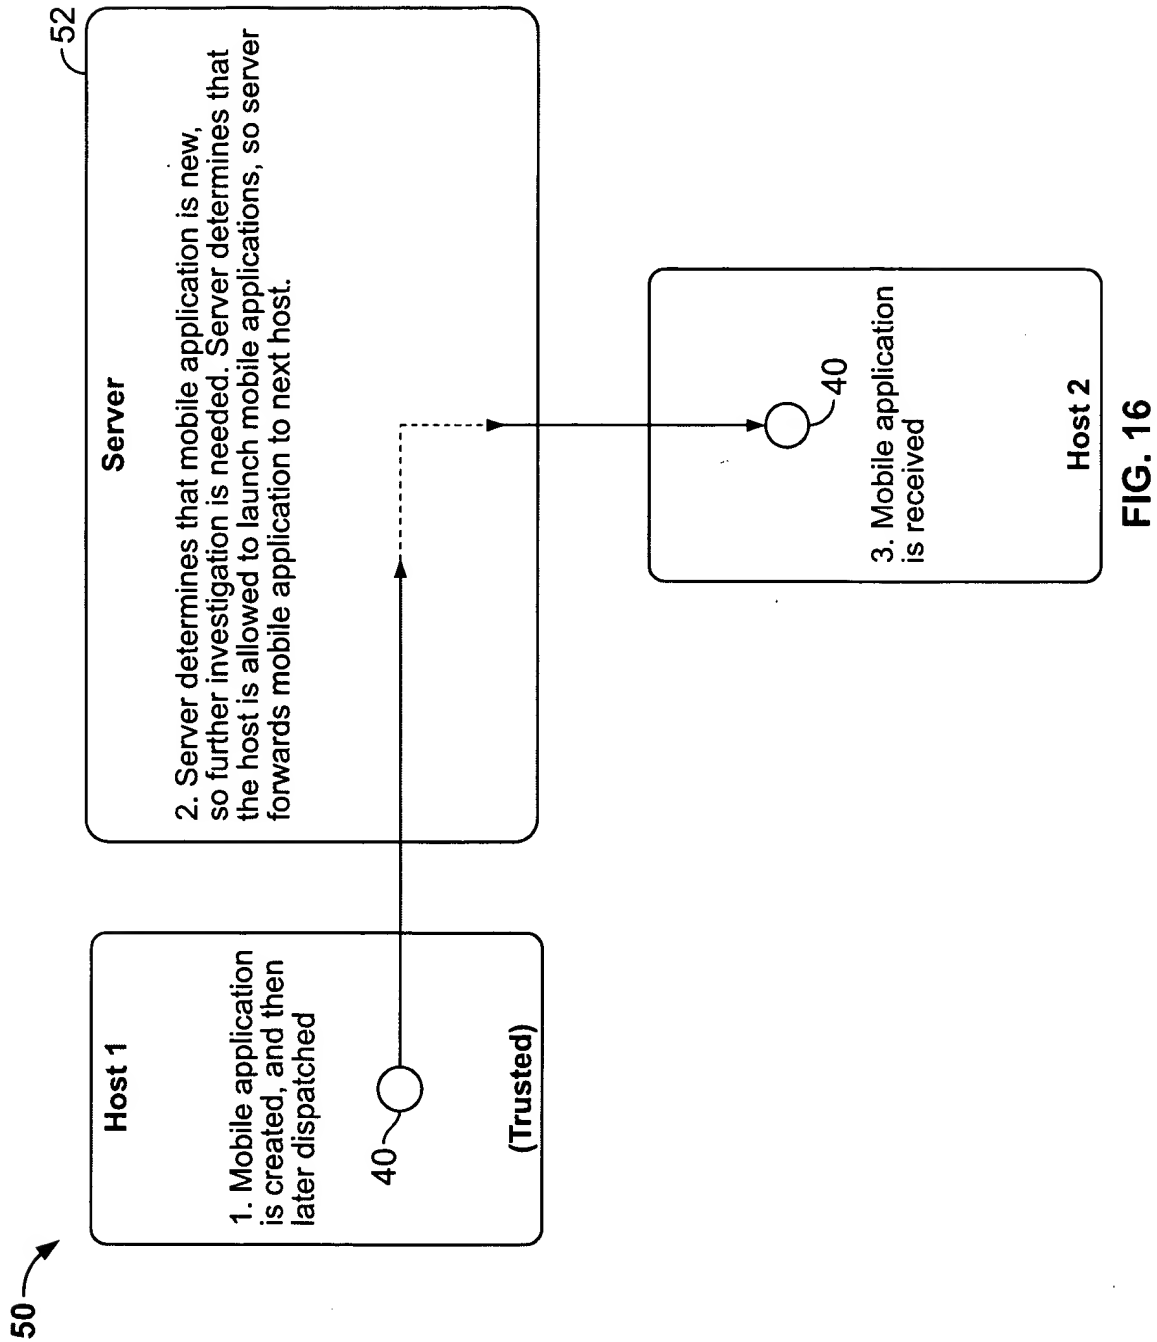 50
Host 1
1. Mobile application
is created, and then
later dispatched
40
(Trusted)
52
Server
2. Server determines that mobile application is new,
so further investigation is needed. Server determines that
the host is allowed to launch mobile applications, so server
forwards mobile application to next host.
40
3. Mobile application
is received
Host 2
FIG. 16